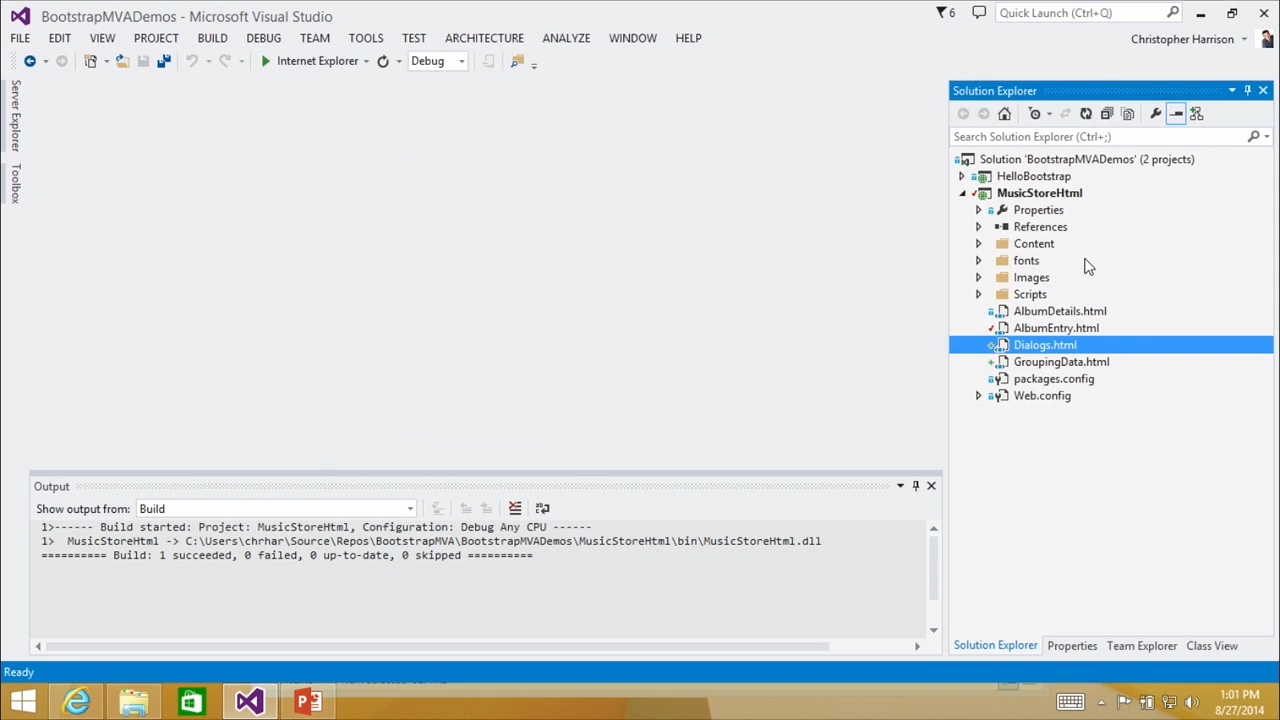 BootstrapMVADemos - Microsoft Visual Studio
6
Quick Launch (Ctrl+Q)
FILE EDIT VIEW PROJECT BUILD DEBUG TEAM TOOLS TEST ARCHITECTURE ANALYZE WINDOW HELP
Christopher Harrison
Internet Explorer
Debug
Server Explorer
Toolbox
Solution Explorer
Search Solution Explorer (Ctrl+;)
Solution 'BootstrapMVADemos' (2 projects)
HelloBootstrap
MusicStoreHtml
Properties
References
Content
fonts
Images
Scripts
AlbumDetails.html
AlbumEntry.html
Dialogs.html
GroupingData.html
packages.config
Web.config
Output
Show output from: Build
1>------ Build started: Project: MusicStoreHtml, Configuration: Debug Any CPU ------
1>  MusicStoreHtml -> C:\Users\chrhar\Source\Repos\BootstrapMVA\BootstrapMVADemos\MusicStoreHtml\bin\MusicStoreHtml.dll
========== Build: 1 succeeded, 0 failed, 0 up-to-date, 0 skipped ==========
Solution Explorer Properties Team Explorer Class View
Ready
1:01 PM
8/27/2014